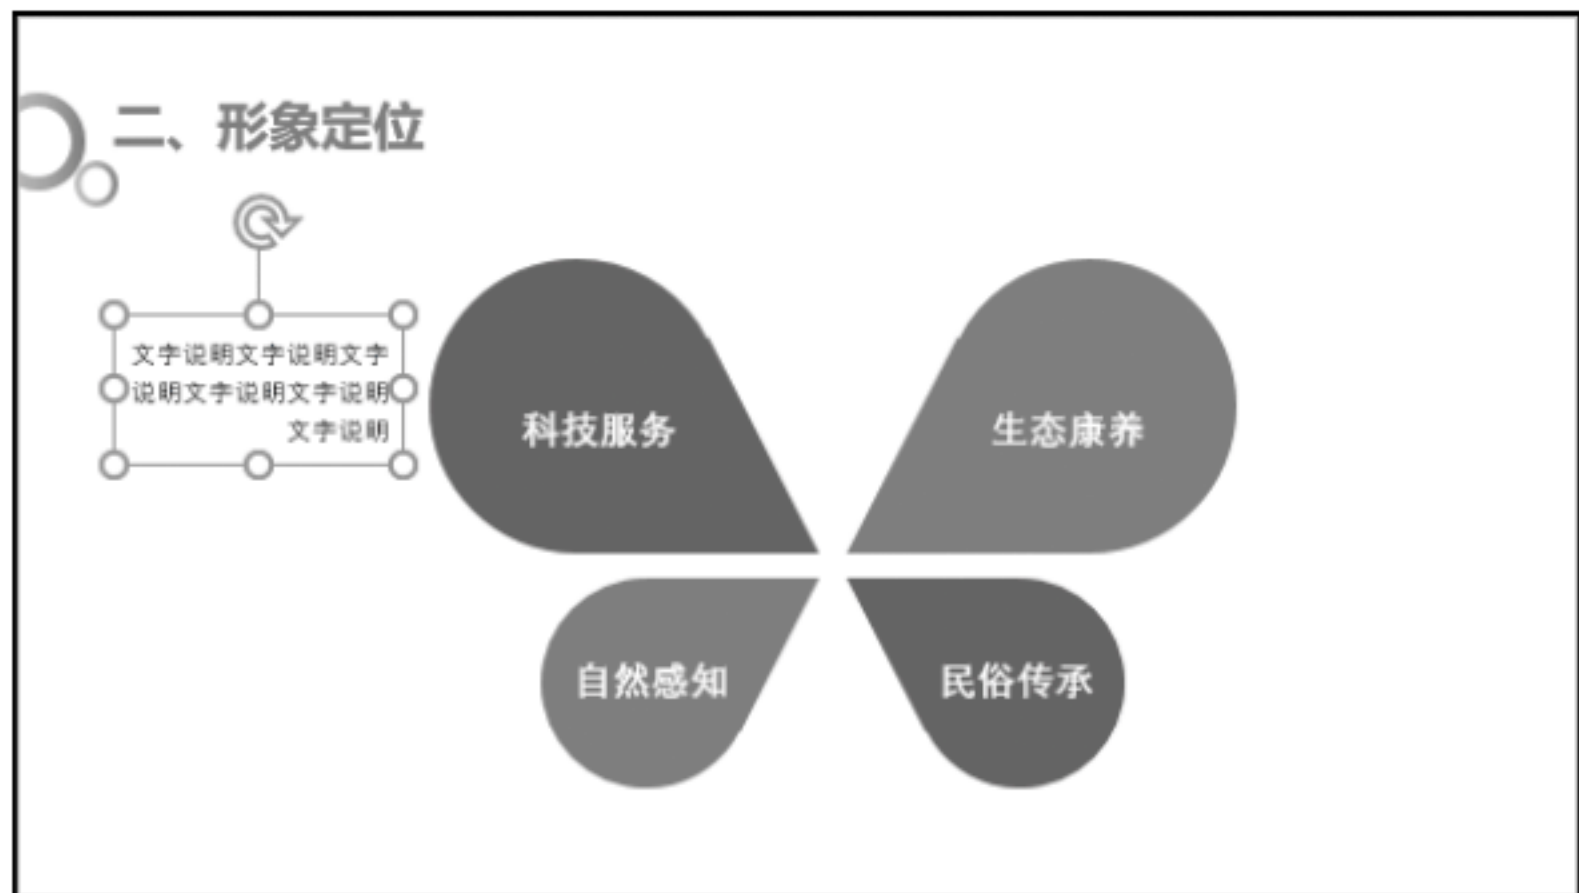 二、形象定位
文字说明文字说明文字
说明文字说明文字说明
文字说明
科技服务
生态康养
自然感知
民俗传承